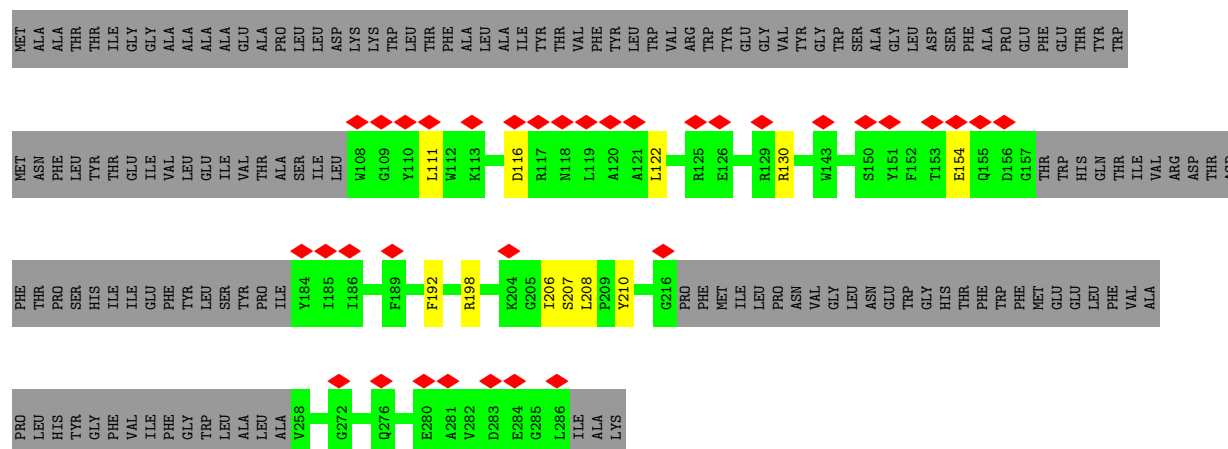 MET ALA ALA THR THR ILE GLY GLY ALA ALA ALA ALA GLU ALA PRO LEU LEU ASP LYS LYS TRP LEU THR PHE ALA LEU ALA ILE TYR THR VAL PHE TYR LEU TRP VAL ARG TRP TYR GLU GLY VAL TYR GLY TRP SER ALA GLY LEU ASP SER PHE ALA PRO GLU PHE GLU THR TYR TRP
MET ASN PHE LEU TYR THR GLU ILE VAL LEU GLU ILE VAL THR ALA SER ILE LEU W108 G109 Y110 L111 W112 K113 D116 R117 N118 L119 A120 A121 L122 R125 E126 R129 R130 W143 S150 Y151 F152 T153 E154 Q155 D156 G157 THR TRP HIS GLN THR ILE VAL ARG ASP THR
PHE THR PRO SER HIS ILE ILE GLU PHE TYR LEU SER TYR PRO ILE Y184 I185 I186 F189 F192 R198 K204 G205 I206 S207 L208 P209 Y210 G216 PRO PHE MET ILE LEU PRO ASN VAL GLY LEU ASN GLU TRP GLY HIS THR PHE TRP PHE MET GLU GLU LEU PHE VAL ALA
PRO LEU HIS TYR GLY PHE VAL ILE PHE GLY TRP LEU ALA LEU ALA V258 G272 Q276 E280 A281 V282 D283 E284 G285 L286 ILE ALA LYS